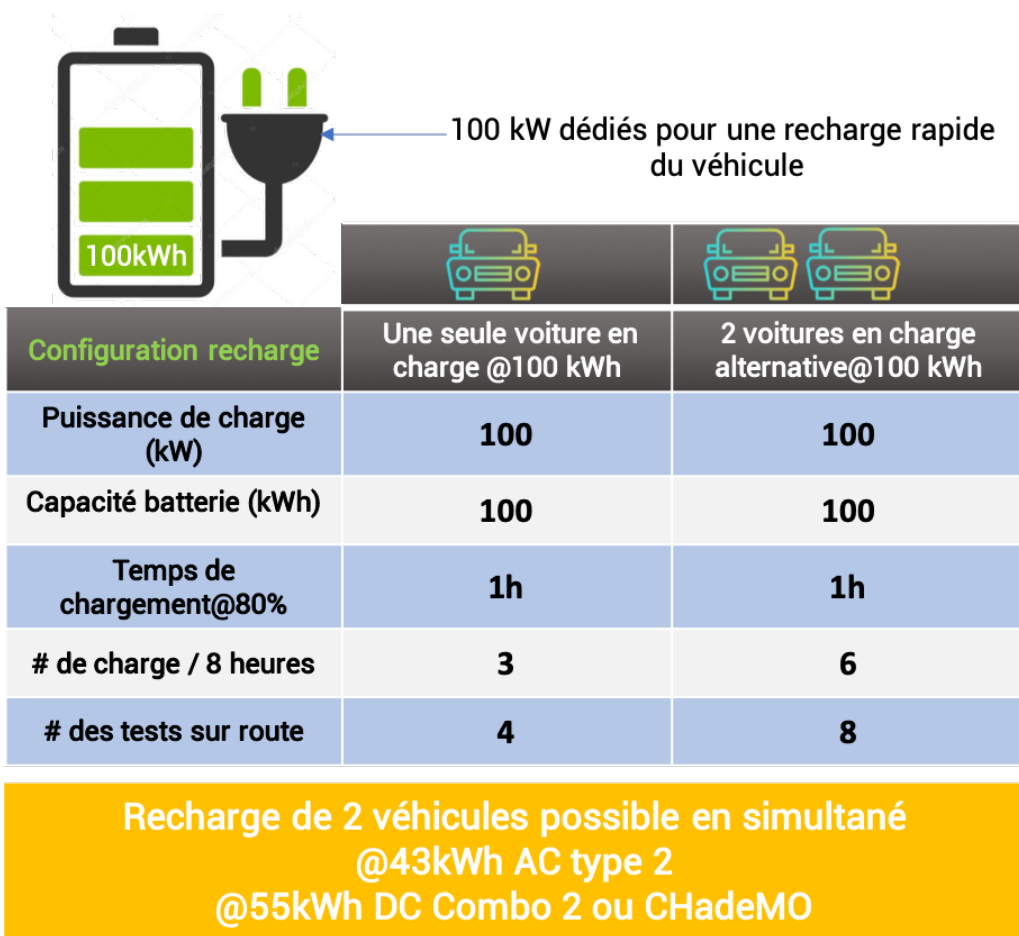 100 kW dédiés pour une recharge rapide
du véhicule
100kWh
Configuration recharge
Une seule voiture en
charge @100 kWh
2 voitures en charge
alternative@100 kWh
Puissance de charge
(kW)
100
100
Capacité batterie (kWh)
100
100
Temps de
chargement@80%
1h
1h
# de charge / 8 heures
3
6
# des tests sur route
4
8
Recharge de 2 véhicules possible en simultané
@43kWh AC type 2
@55kWh DC Combo 2 ou CHadeMO